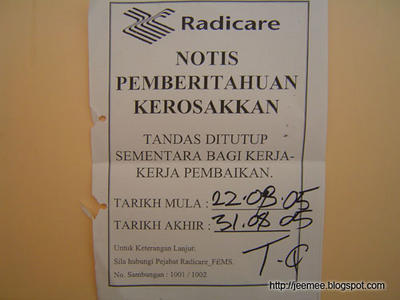 Radicare
NOTIS
PEMBERITAHUAN
KEROSAKKAN
TANDAS DITUTUP
SEMENTARA BAGI KERJA-
KERJA PEMBAIKAN.
TARIKH MULA : 22.08.05
TARIKH AKHIR : 31.08 05
Untuk Keterangan Lanjut.
Sila hubungi Pejabat Radicare_FEMS.
No. Sambungan : 1001 / 1002
http://jeemee.blogspot.com